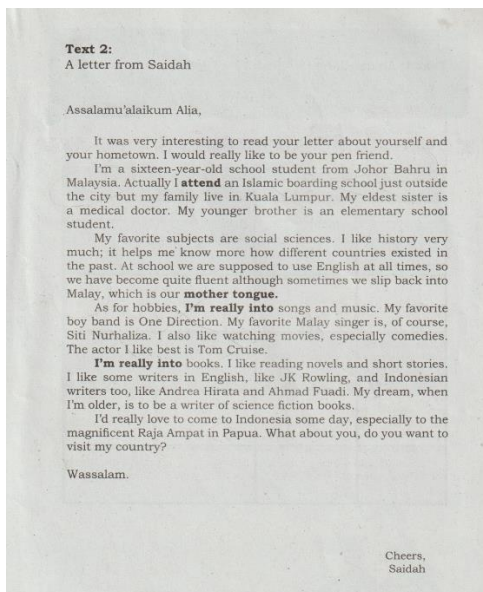 Text 2:
A letter from Saidah
Assalamu'alaikum Alia,
It was very interesting to read your letter about yourself and
your hometown. I would really like to be your pen friend.
I'm a sixteen-year-old school student from Johor Bahru in
Malaysia. Actually I attend an Islamic boarding school just outside
the city but my family live in Kuala Lumpur. My eldest sister is
a medical doctor. My younger brother is an elementary school
student.
My favorite subjects are social sciences. I like history very
much; it helps me know more how different countries existed in
the past. At school we are supposed to use English at all times, so
we have become quite fluent although sometimes we slip back into
Malay, which is our mother tongue.
As for hobbies, I'm really into songs and music. My favorite
boy band is One Direction. My favorite Malay singer is, of course,
Siti Nurhaliza. I also like watching movies, especially comedies.
The actor I like best is Tom Cruise.
I'm really into books. I like reading novels and short stories.
I like some writers in English, like JK Rowling, and Indonesian
writers too, like Andrea Hirata and Ahmad Fuadi. My dream, when
I'm older, is to be a writer of science fiction books.
I'd really love to come to Indonesia some day, especially to the
magnificent Raja Ampat in Papua. What about you, do you want to
visit my country?
Wassalam.
Cheers,
Saidah